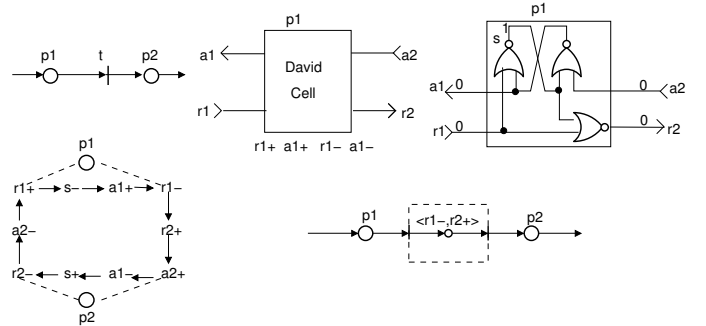 p1 t p2
p1
a1 a2
David
Cell
r1 r2
r1+ a1+ r1- a1-
p1
1
s
a1 0 0 a2
r1 0 0 r2
p1
r1+ s- a1+ r1-
a2- r2+
r2- s+ a1- a2+
p2
p1 <r1-,r2+> p2